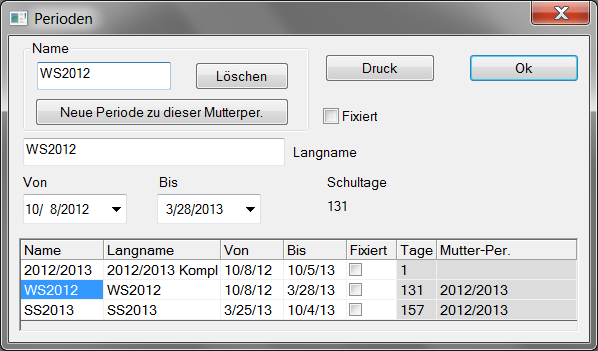 Perioden
Name
WS2012
Löschen
Druck
Ok
Neue Periode zu dieser Mutterper.
Fixiert
WS2012
Langname
Von
Bis
Schultage
10/ 8/2012
3/28/2013
131
Name Langname Von Bis Fixiert Tage Mutter-Per.
2012/2013 2012/2013 Kompl 10/8/12 10/5/13 1
WS2012 WS2012 10/8/12 3/28/13 131 2012/2013
SS2013 SS2013 3/25/13 10/4/13 157 2012/2013